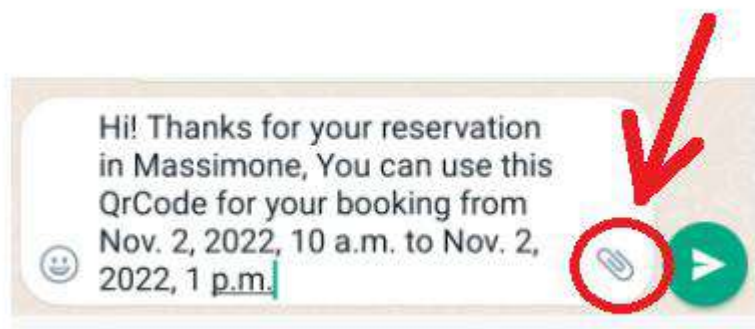 Hi! Thanks for your reservation
in Massimone, You can use this
QrCode for your booking from
Nov. 2, 2022, 10 a.m. to Nov. 2,
2022, 1 p.m.